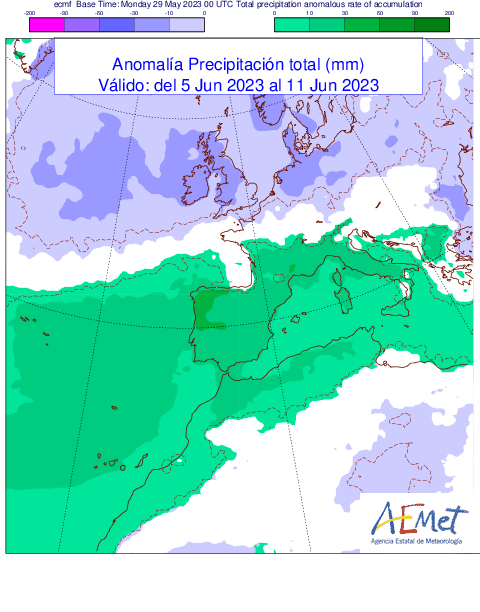 ecmf Base Time: Monday 29 May 2023 00 UTC Total precipitation anomalous rate of accumulation
-200 -90 -60 -30 -10 0 0 10 30 60 90 200
Anomalía Precipitación total (mm)
Válido: del 5 Jun 2023 al 11 Jun 2023
AEMet
Agencia Estatal de Meteorología